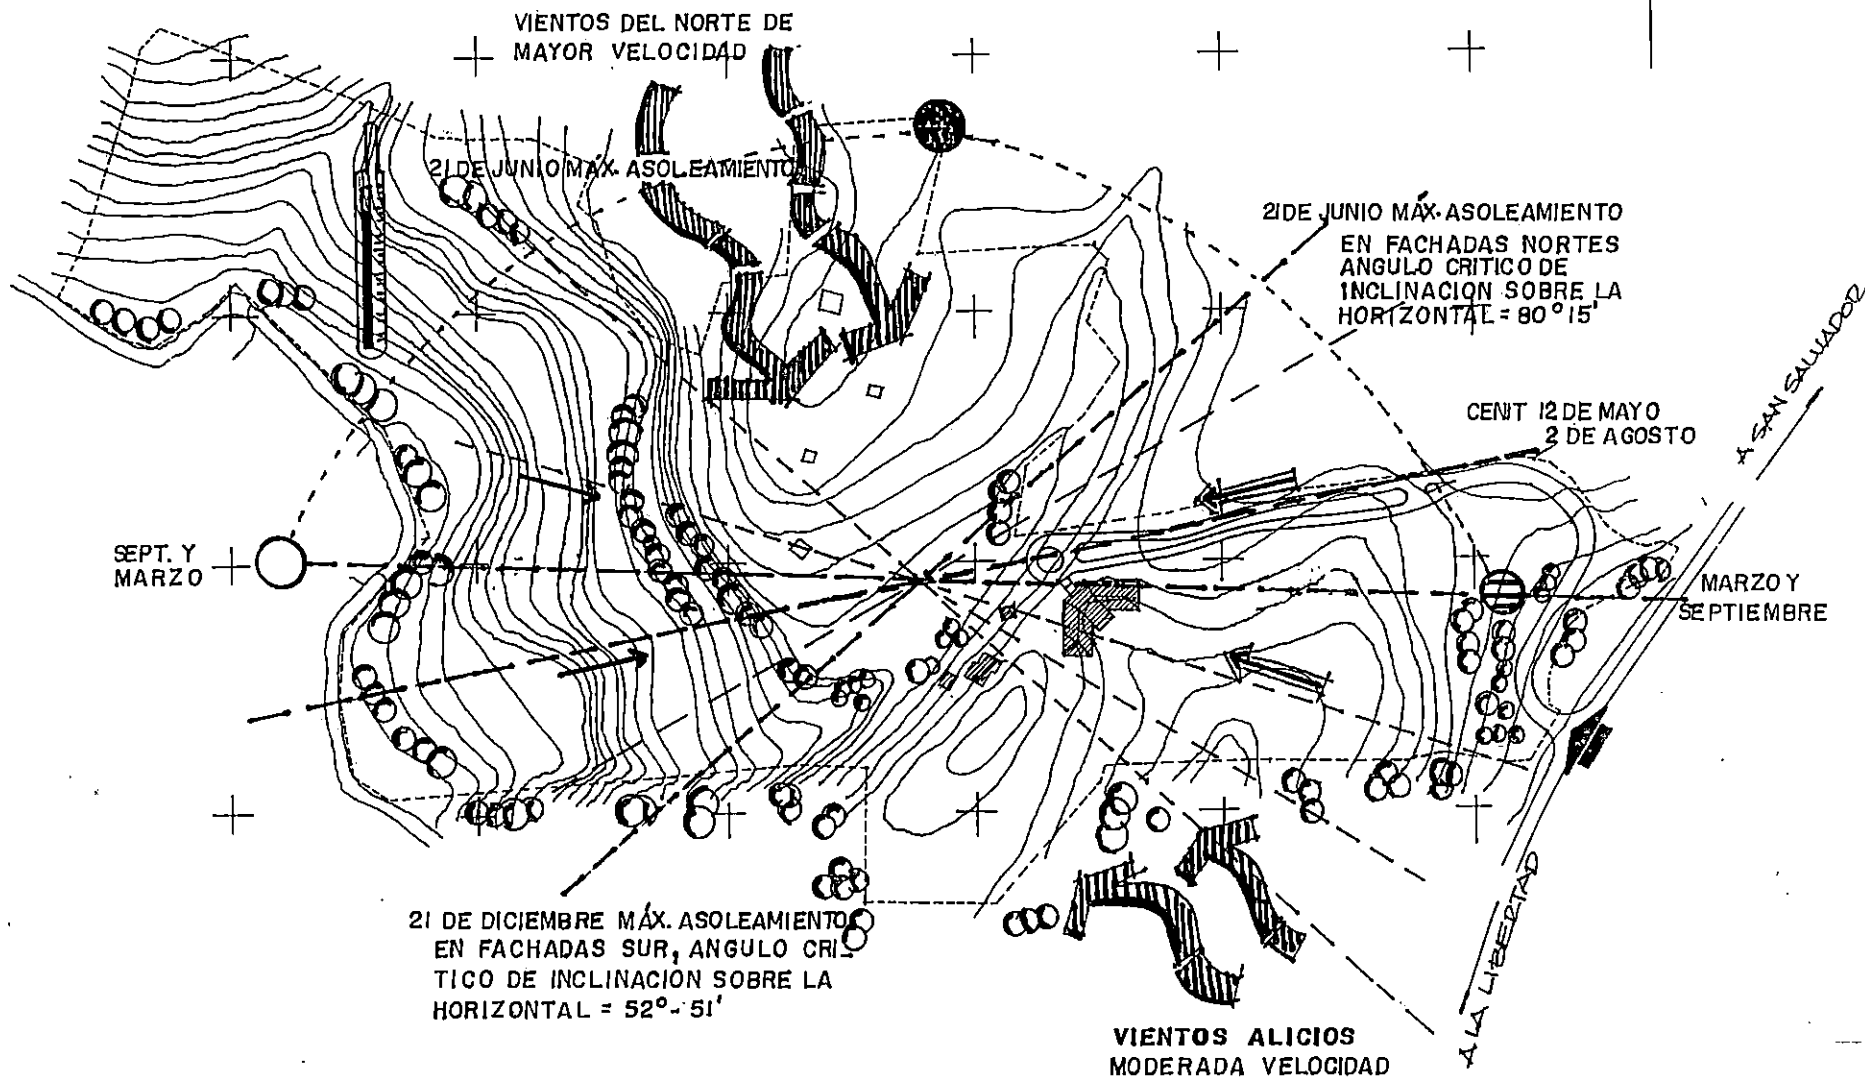 VIENTOS DEL NORTE DE
MAYOR VELOCIDAD
21 DE JUNIO MAX. ASOLEAMIENTO
21 DE JUNIO MÁX. ASOLEAMIENTO
EN FACHADAS NORTES
ANGULO CRITICO DE
INCLINACION SOBRE LA
HORIZONTAL = 80°15'
A SAN SALVADOR
CENIT 12 DE MAYO
2 DE AGOSTO
SEPT. Y
MARZO
MARZO Y
SEPTIEMBRE
21 DE DICIEMBRE MÁX. ASOLEAMIENTO
EN FACHADAS SUR, ANGULO CRI-
TICO DE INCLINACION SOBRE LA
HORIZONTAL = 52°-51'
A LA LIBERTAD
VIENTOS ALICIOS
MODERADA VELOCIDAD